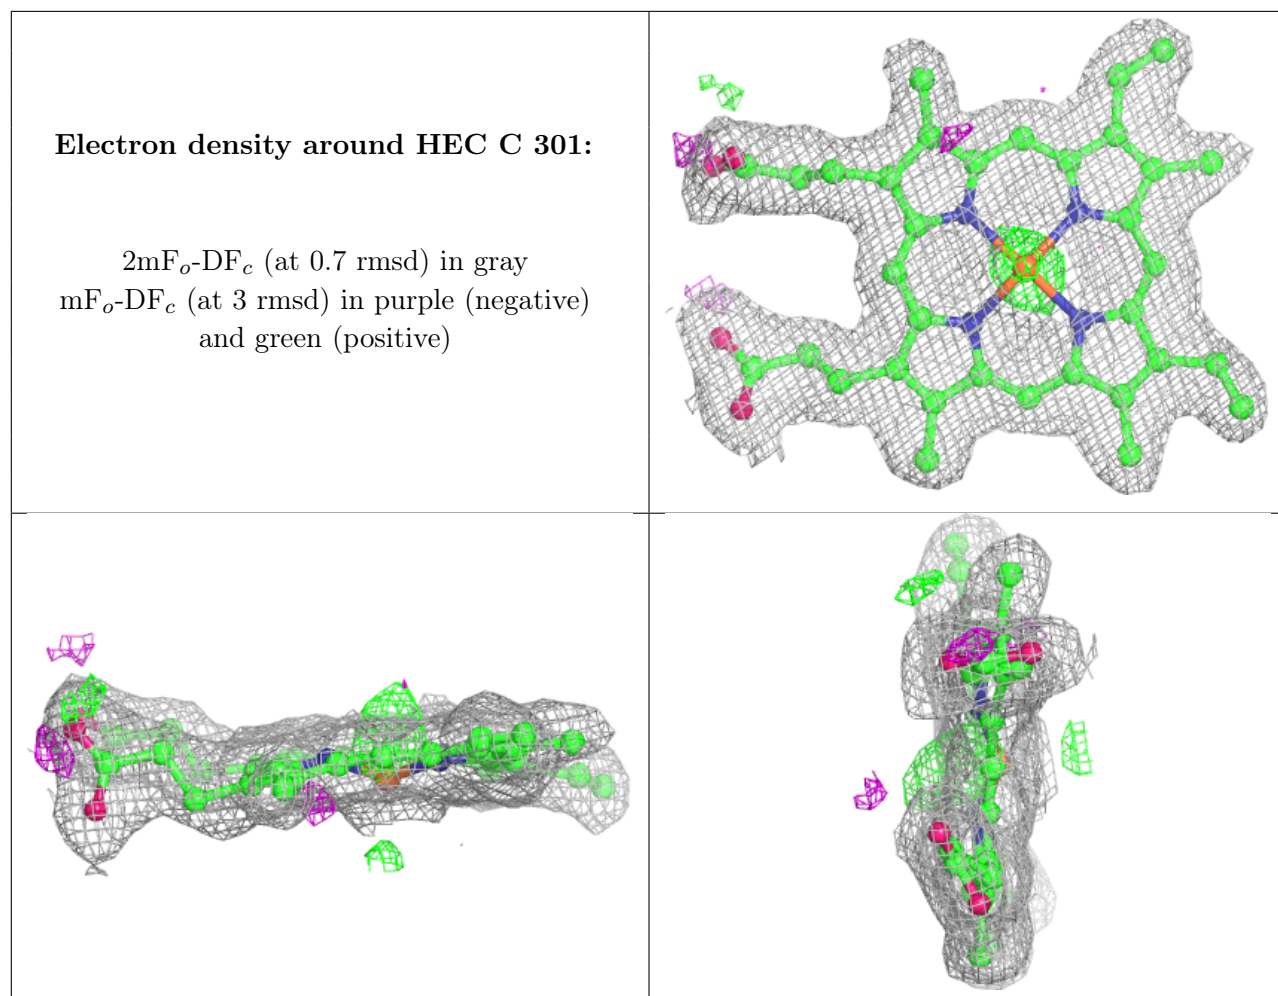 Electron density around HEC C 301:
2mFo-DFc (at 0.7 rmsd) in gray
mFo-DFc (at 3 rmsd) in purple (negative)
and green (positive)